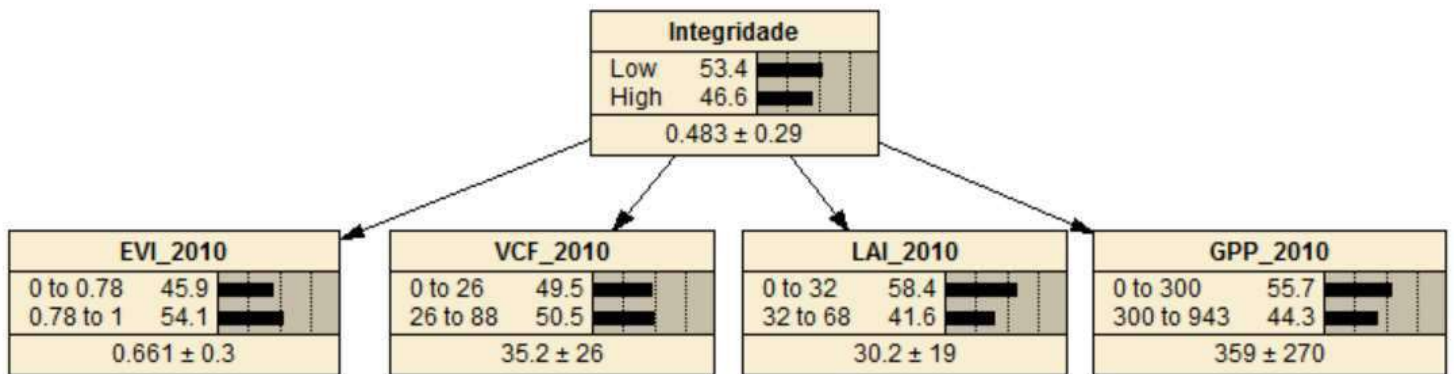 Integridade
Low 53.4
High 46.6
0.483 ± 0.29
EVI_2010
0 to 0.78 45.9
0.78 to 1 54.1
0.661 ± 0.3
VCF_2010
0 to 26 49.5
26 to 88 50.5
35.2 ± 26
LAI_2010
0 to 32 58.4
32 to 68 41.6
30.2 ± 19
GPP_2010
0 to 300 55.7
300 to 943 44.3
359 ± 270